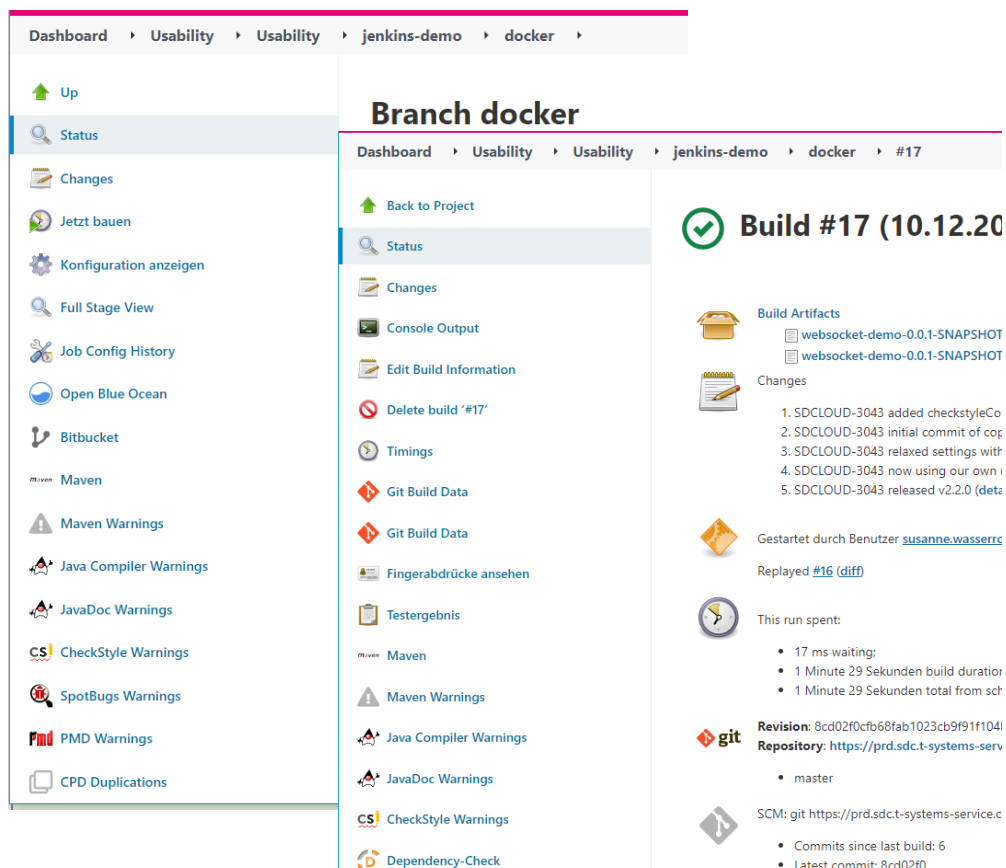 Dashboard Usability Usability jenkins-demo docker
Up
Status
Changes
Jetzt bauen
Konfiguration anzeigen
Full Stage View
Job Config History
Open Blue Ocean
Bitbucket
Maven Maven
Maven Warnings
Java Compiler Warnings
JavaDoc Warnings
CS! CheckStyle Warnings
SpotBugs Warnings
Pmd PMD Warnings
CPD Duplications
Branch docker
Dashboard Usability Usability jenkins-demo docker #17
Back to Project
Status
Changes
Console Output
Edit Build Information
Delete build ‘#17’
Timings
Git Build Data
Git Build Data
Fingerabdrücke ansehen
Testergebnis
Maven Maven
Maven Warnings
Java Compiler Warnings
JavaDoc Warnings
CS! CheckStyle Warnings
Dependency-Check
Build #17 (10.12.20
Build Artifacts
websocket-demo-0.0.1-SNAPSHOT
websocket-demo-0.0.1-SNAPSHOT
Changes
1. SDCLOUD-3043 added checkstyleCo
2. SDCLOUD-3043 initial commit of cop
3. SDCLOUD-3043 relaxed settings with
4. SDCLOUD-3043 now using our own
5. SDCLOUD-3043 released v2.2.0 (deta
Gestartet durch Benutzer susanne.wasserro
Replayed #16 (diff)
This run spent:
• 17 ms waiting;
• 1 Minute 29 Sekunden build duration
• 1 Minute 29 Sekunden total from sch
git
Revision: 8cd02f0cfb68fab1023cb9f91f104
Repository: https://prd.sdc.t-systems-serv
• master
SCM: git https://prd.sdc.t-systems-service.c
• Commits since last build: 6
• Latest commit: 8cd02f0